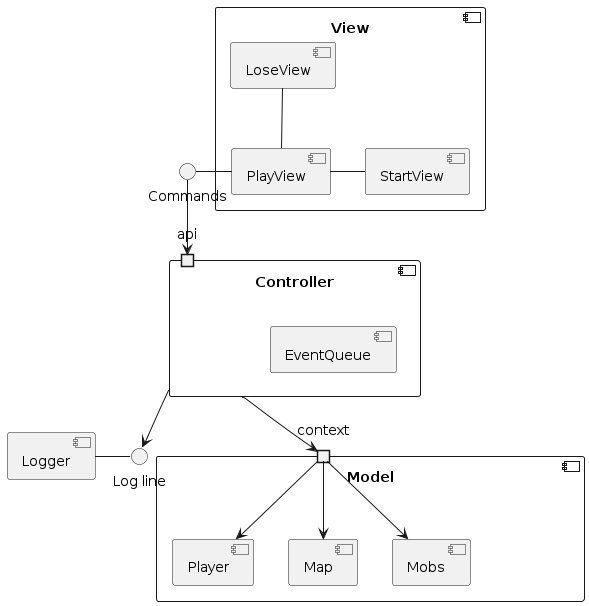 View
LoseView
PlayView
StartView
Commands
api
Controller
EventQueue
context
Logger
Log line
Model
Player
Map
Mobs